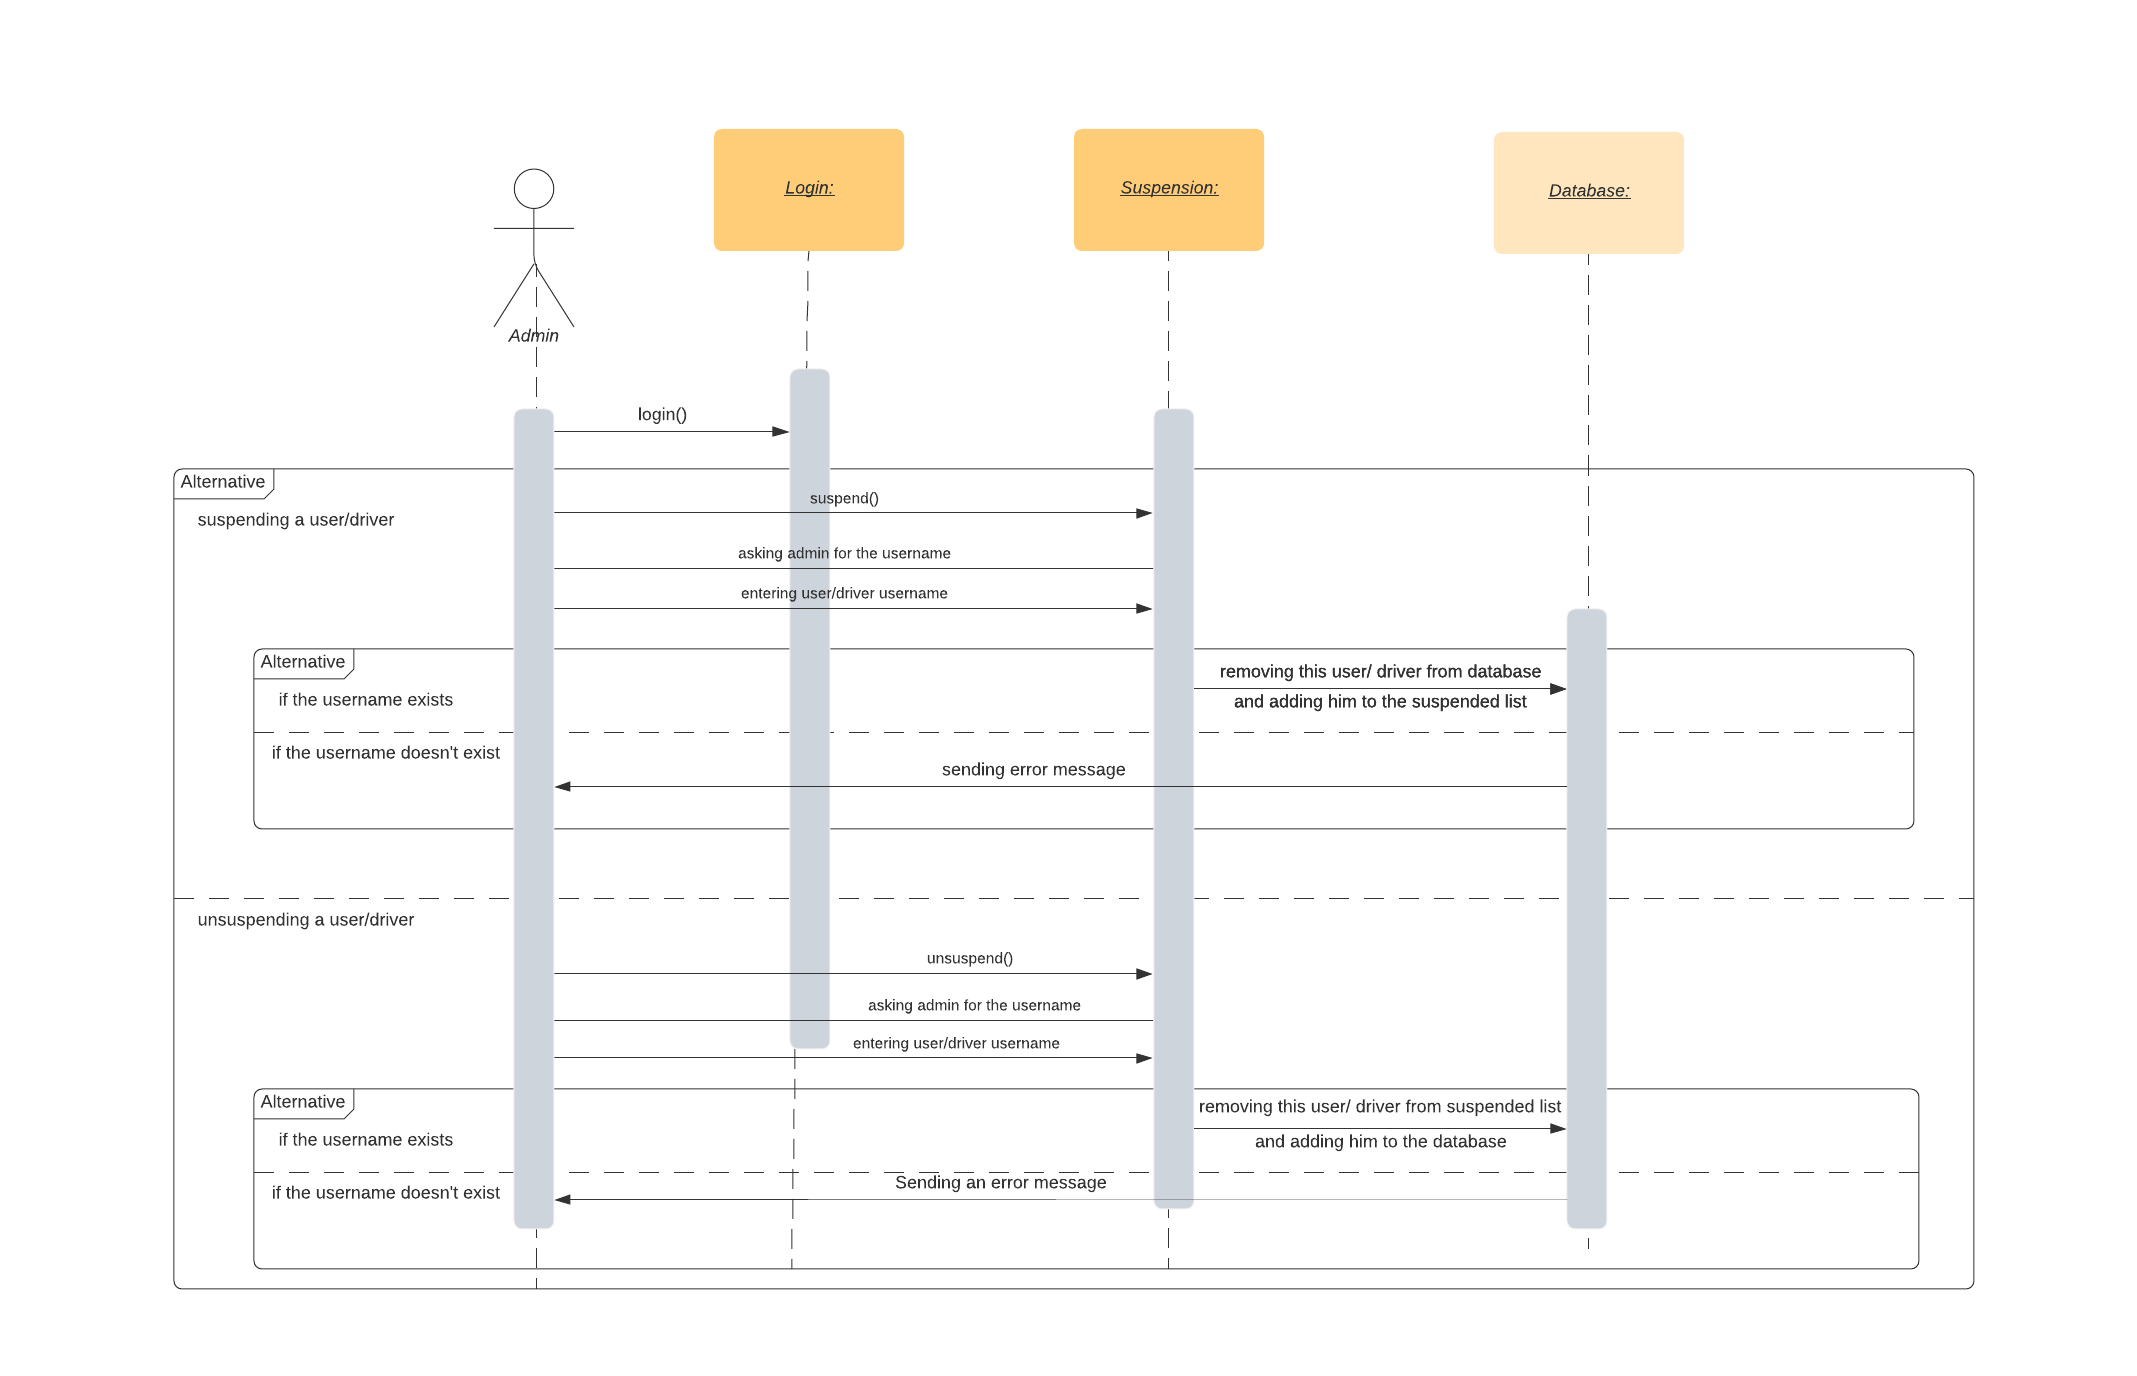 Login:
Suspension:
Database:
Admin
login()
Alternative
suspend()
suspending a user/driver
asking admin for the username
entering user/driver username
Alternative
removing this user/ driver from database
if the username exists
and adding him to the suspended list
if the username doesn't exist
sending error message
unsuspending a user/driver
unsuspend()
asking admin for the username
entering user/driver username
Alternative
removing this user/ driver from suspended list
if the username exists
and adding him to the database
if the username doesn't exist
Sending an error message